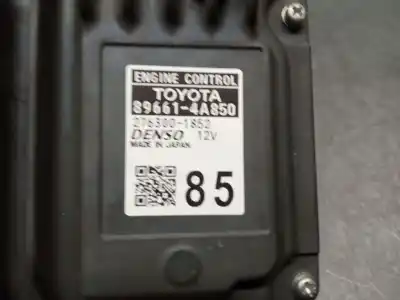 ENGINE CONTROL
TOYOTA
89661-4A850
276300-1852
DENSO 12V
MADE IN JAPAN
85